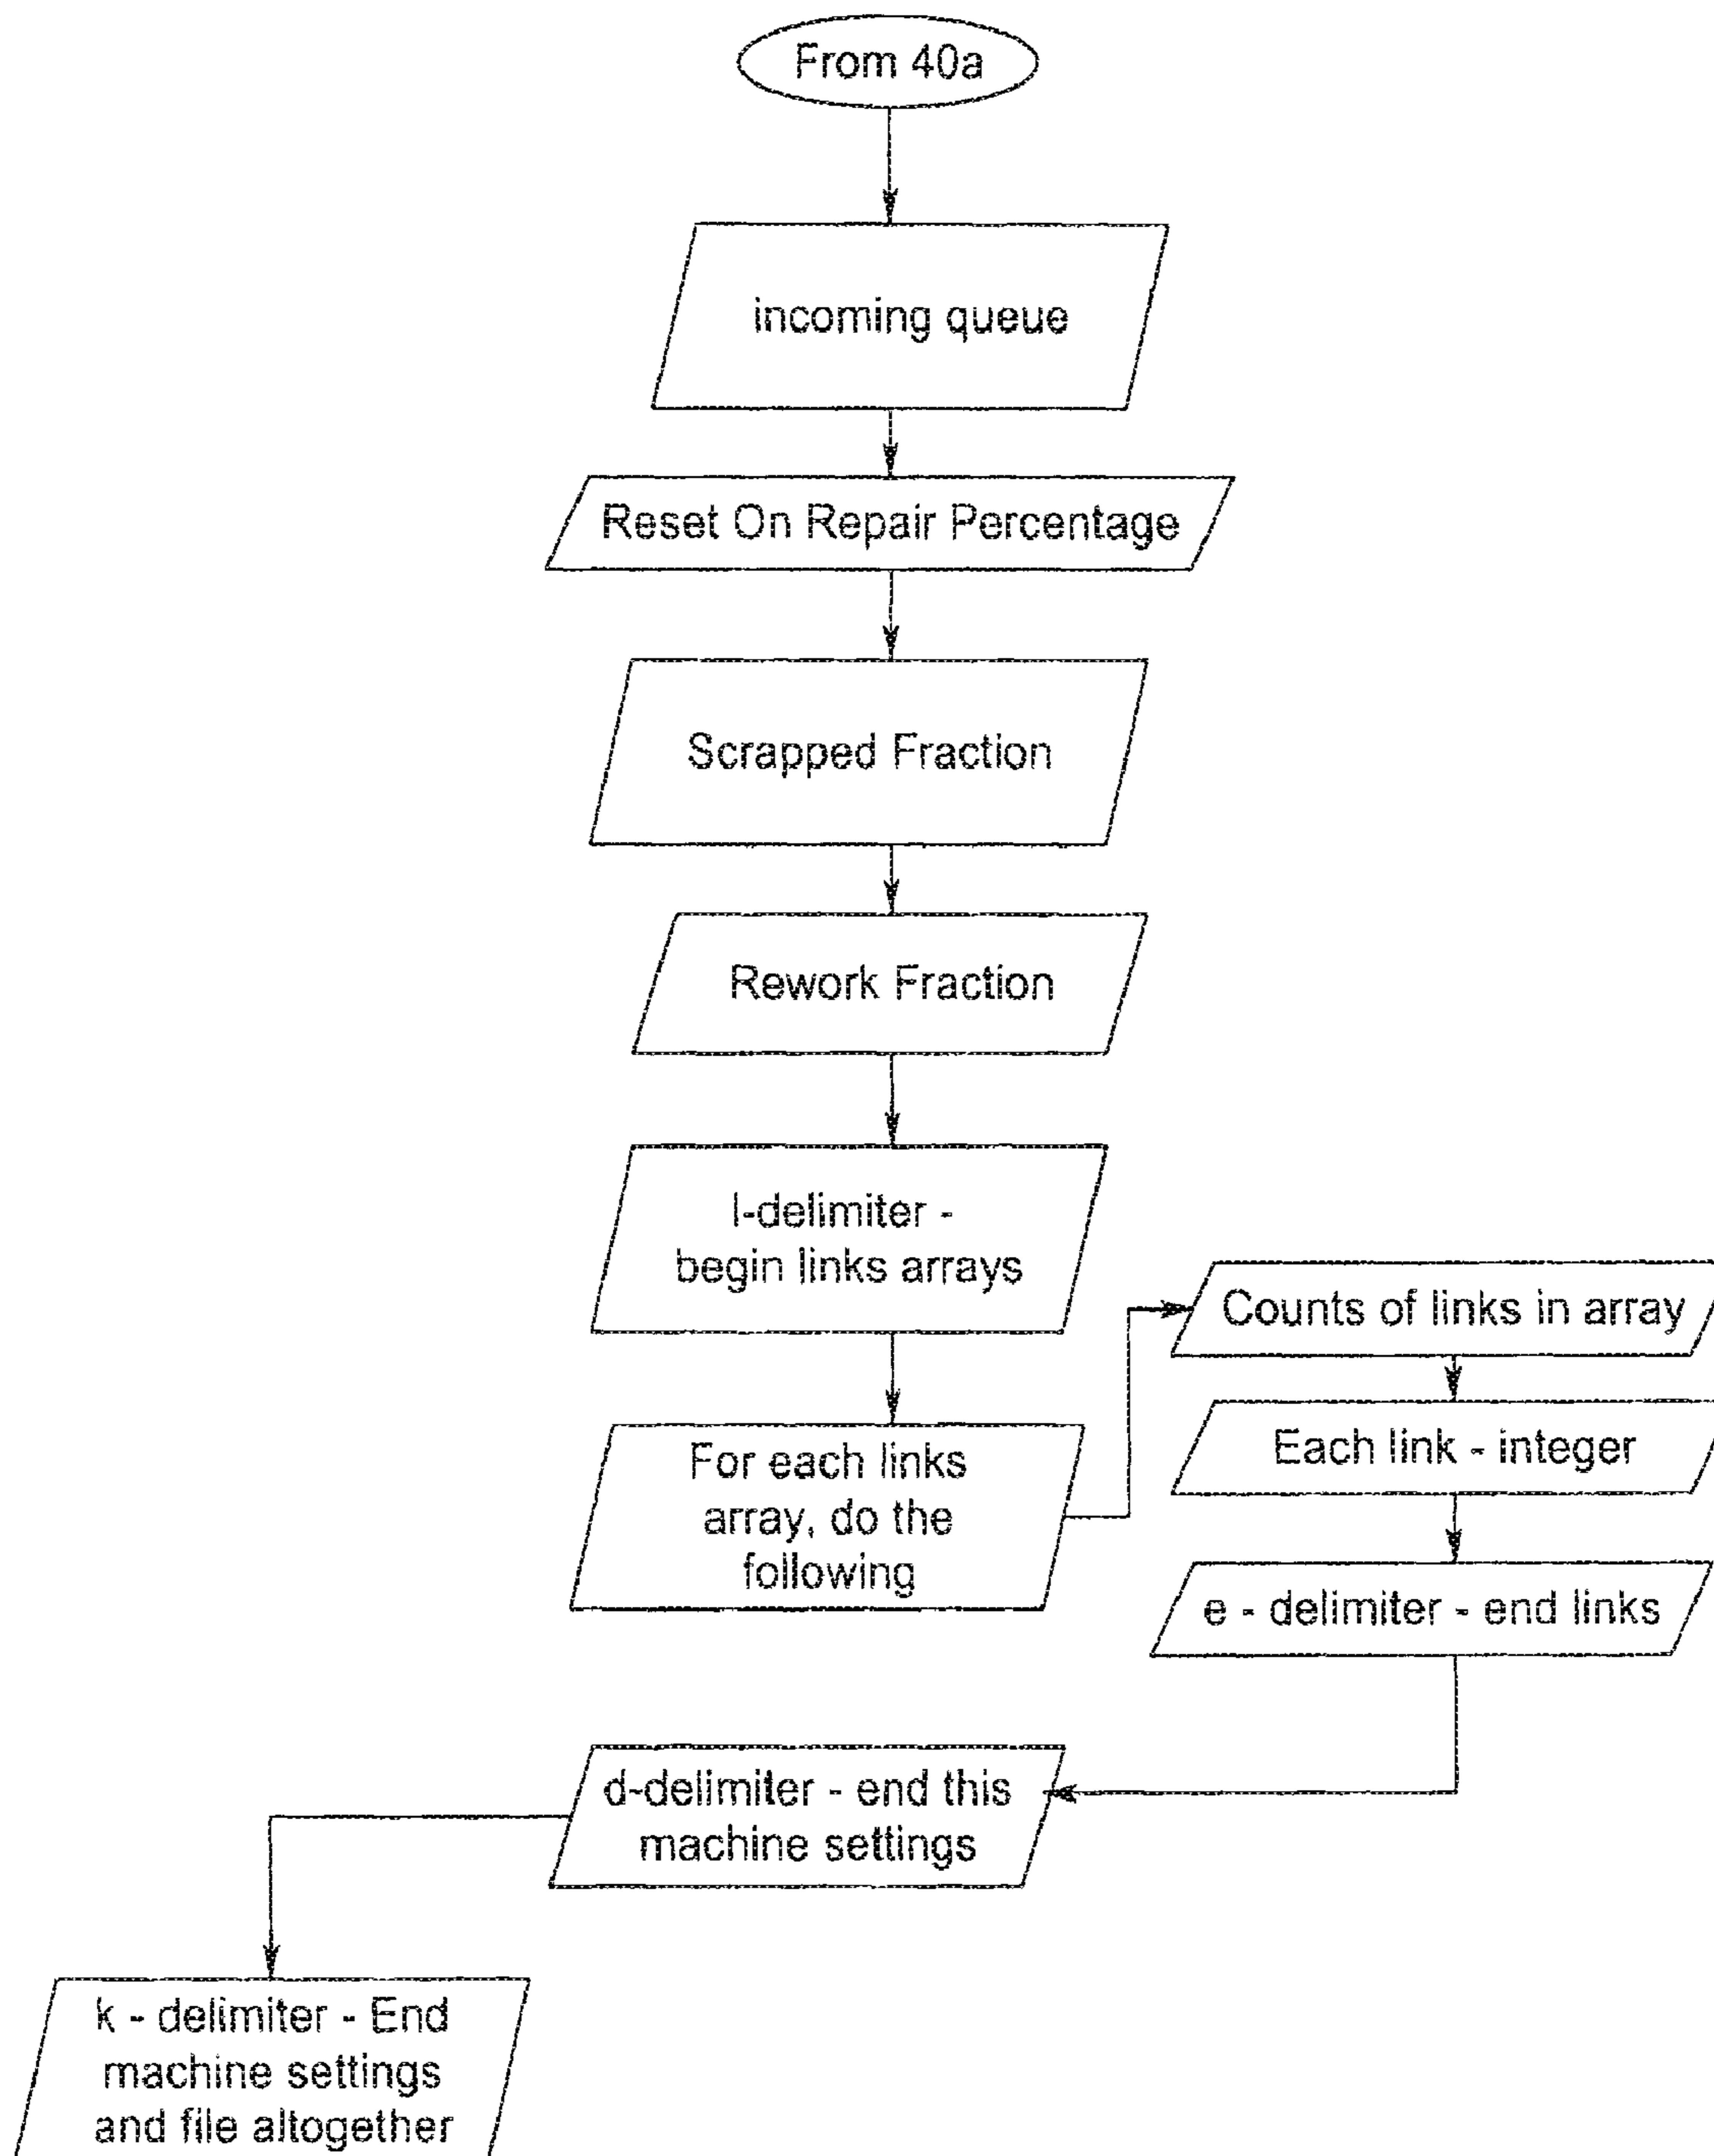 From 40a
incoming queue
Reset On Repair Percentage
Scrapped Fraction
Rework Fraction
l-delimiter -
begin links arrays
For each links
array, do the
following
Counts of links in array
Each link - integer
e - delimiter - end links
d-delimiter - end this
machine settings
k - delimiter - End
machine settings
and file altogether